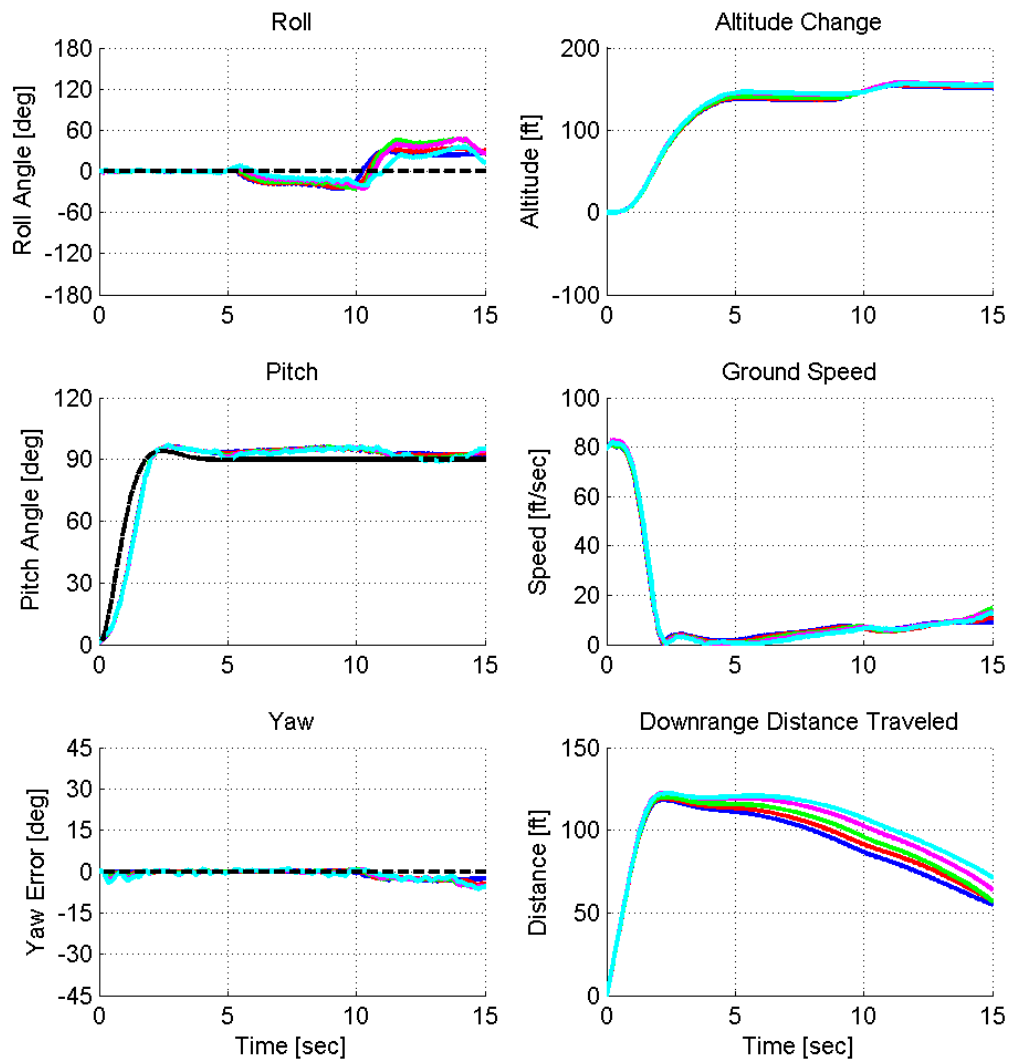 Roll
180
120
60
0
-60
-120
-180
Roll Angle [deg]
0 5 10 15
Altitude Change
200
100
0
-100
Altitude [ft]
0 5 10 15
Pitch
120
90
60
30
0
Pitch Angle [deg]
0 5 10 15
Ground Speed
100
80
60
40
20
0
Speed [ft/sec]
0 5 10 15
Yaw
45
30
15
0
-15
-30
-45
Yaw Error [deg]
0 5 10 15
Time [sec]
Downrange Distance Traveled
150
100
50
0
Distance [ft]
0 5 10 15
Time [sec]